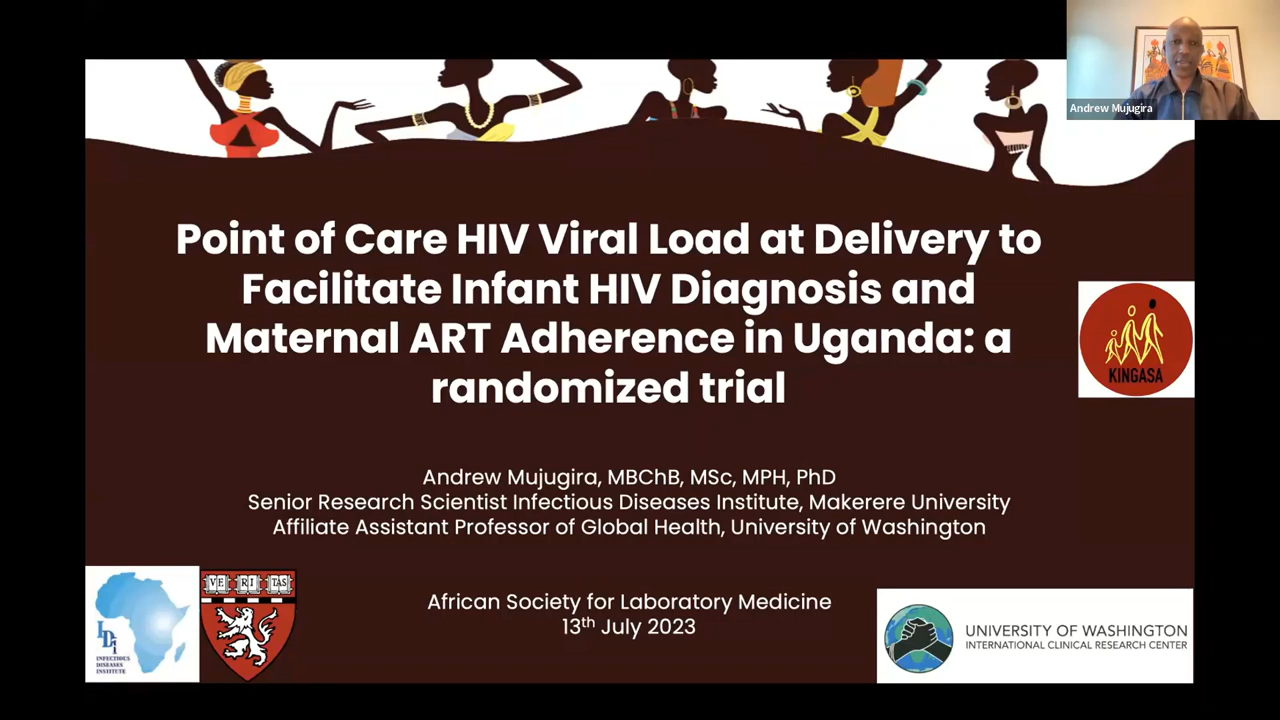 Andrew Mujugira
Point of Care HIV Viral Load at Delivery to
Facilitate Infant HIV Diagnosis and
Maternal ART Adherence in Uganda: a
randomized trial
KINGASA
Andrew Mujugira, MBChB, MSc, MPH, PhD
Senior Research Scientist Infectious Diseases Institute, Makerere University
Affiliate Assistant Professor of Global Health, University of Washington
African Society for Laboratory Medicine
13th July 2023
IDI
INFECTIOUS
DISEASES
INSTITUTE
VE RI TAS
UNIVERSITY OF WASHINGTON
INTERNATIONAL CLINICAL RESEARCH CENTER